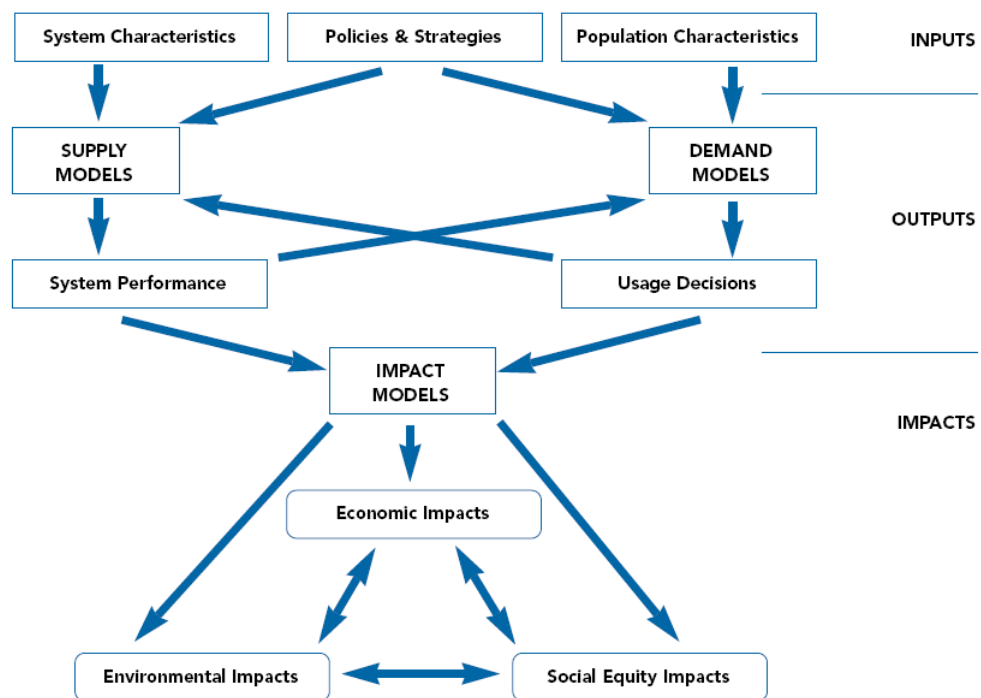 System Characteristics
Policies & Strategies
Population Characteristics
INPUTS
SUPPLY
MODELS
DEMAND
MODELS
OUTPUTS
System Performance
Usage Decisions
IMPACT
MODELS
IMPACTS
Economic Impacts
Environmental Impacts
Social Equity Impacts